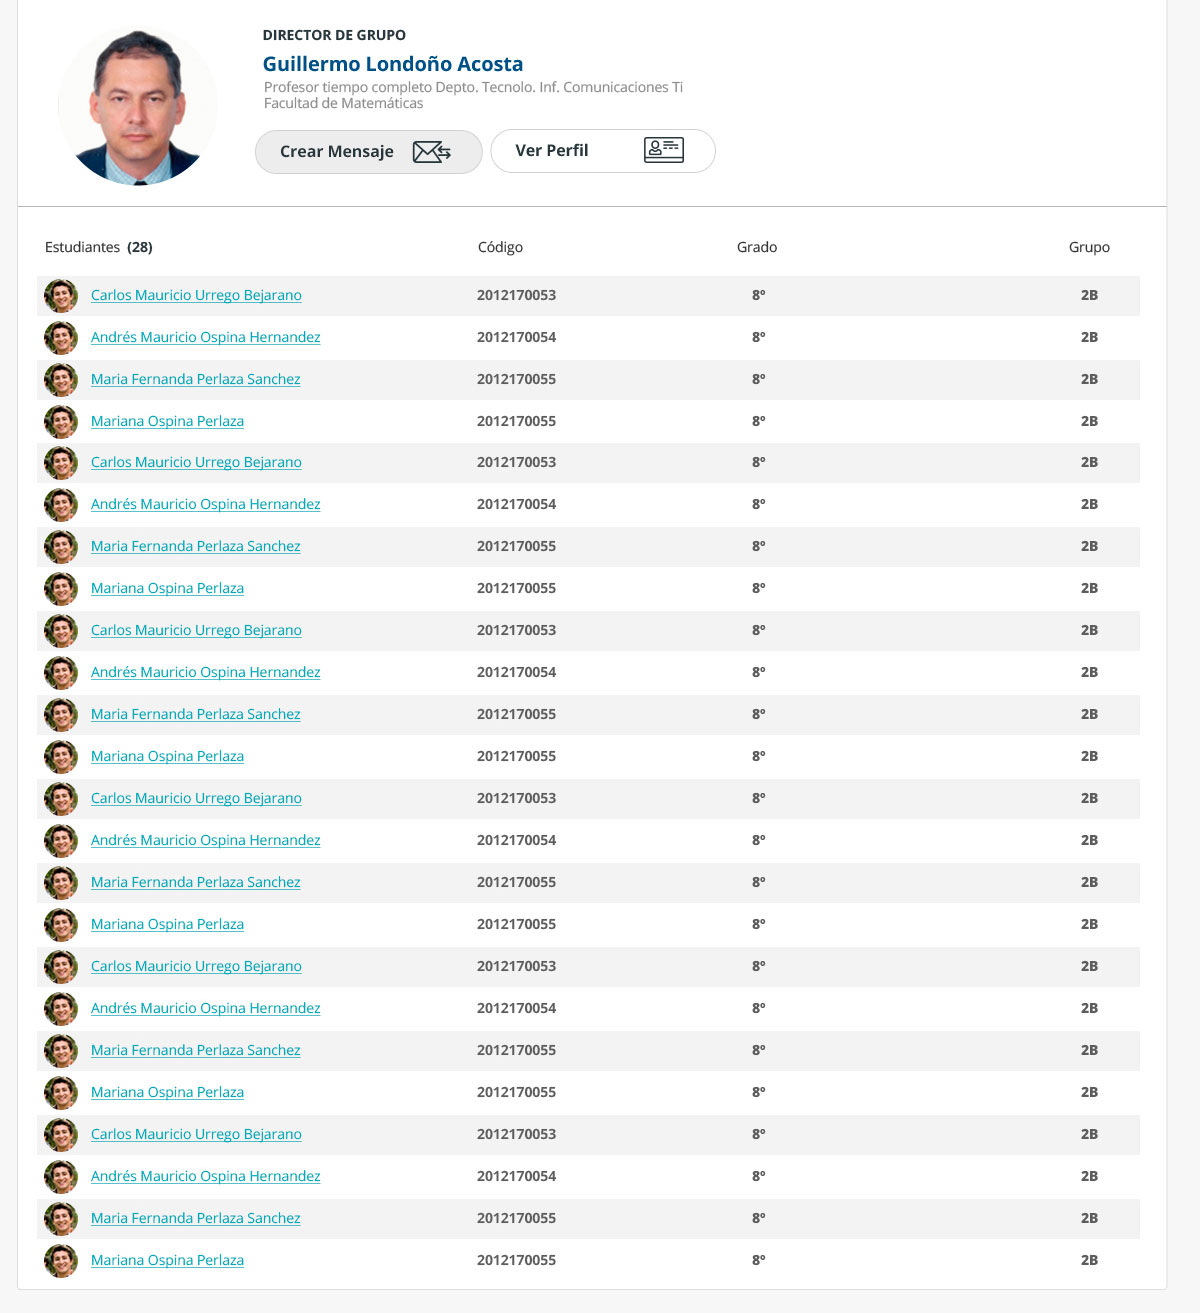 DIRECTOR DE GRUPO
Guillermo Londoño Acosta
Profesor tiempo completo Depto. Tecnolo. Inf. Comunicaciones Ti
Facultad de Matemáticas
Crear Mensaje Ver Perfil
Estudiantes (28) Código Grado Grupo
Carlos Mauricio Urrego Bejarano 2012170053 8º 2B
Andrés Mauricio Ospina Hernandez 2012170054 8º 2B
Maria Fernanda Perlaza Sanchez 2012170055 8º 2B
Mariana Ospina Perlaza 2012170055 8º 2B
Carlos Mauricio Urrego Bejarano 2012170053 8º 2B
Andrés Mauricio Ospina Hernandez 2012170054 8º 2B
Maria Fernanda Perlaza Sanchez 2012170055 8º 2B
Mariana Ospina Perlaza 2012170055 8º 2B
Carlos Mauricio Urrego Bejarano 2012170053 8º 2B
Andrés Mauricio Ospina Hernandez 2012170054 8º 2B
Maria Fernanda Perlaza Sanchez 2012170055 8º 2B
Mariana Ospina Perlaza 2012170055 8º 2B
Carlos Mauricio Urrego Bejarano 2012170053 8º 2B
Andrés Mauricio Ospina Hernandez 2012170054 8º 2B
Maria Fernanda Perlaza Sanchez 2012170055 8º 2B
Mariana Ospina Perlaza 2012170055 8º 2B
Carlos Mauricio Urrego Bejarano 2012170053 8º 2B
Andrés Mauricio Ospina Hernandez 2012170054 8º 2B
Maria Fernanda Perlaza Sanchez 2012170055 8º 2B
Mariana Ospina Perlaza 2012170055 8º 2B
Carlos Mauricio Urrego Bejarano 2012170053 8º 2B
Andrés Mauricio Ospina Hernandez 2012170054 8º 2B
Maria Fernanda Perlaza Sanchez 2012170055 8º 2B
Mariana Ospina Perlaza 2012170055 8º 2B